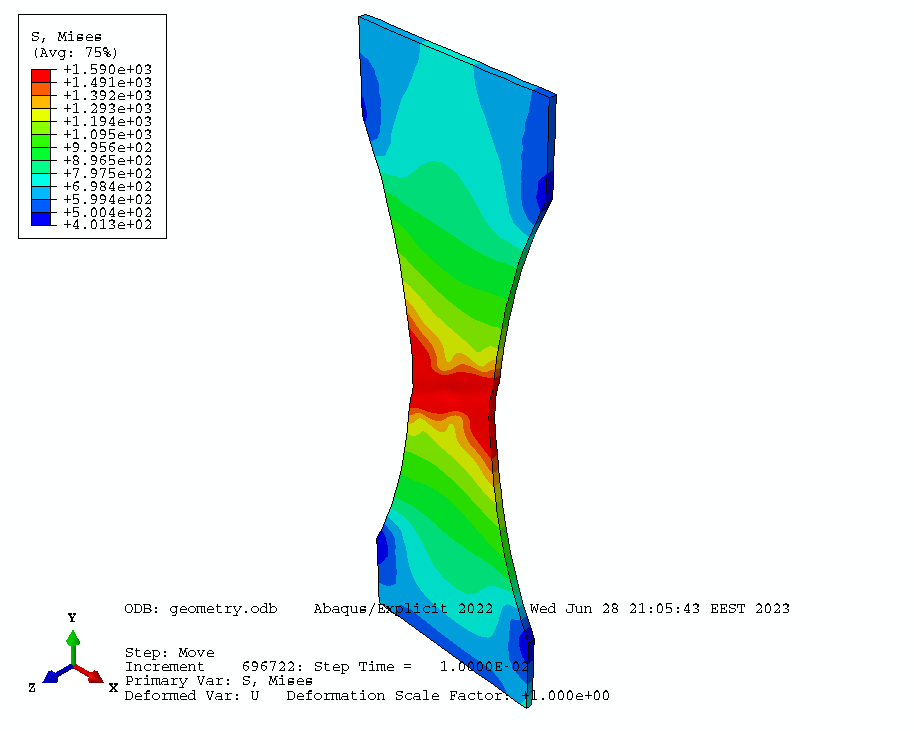 S, Mises
(Avg: 75%)
+1.590e+03
+1.491e+03
+1.392e+03
+1.293e+03
+1.194e+03
+1.095e+03
+9.956e+02
+8.965e+02
+7.975e+02
+6.984e+02
+5.994e+02
+5.004e+02
+4.013e+02
ODB: geometry.odb    Abaqus/Explicit 2022    Wed Jun 28 21:05:43 EEST 2023
Y
Z
X
Step: Move
Increment    696722: Step Time =   1.0000E-02
Primary Var: S, Mises
Deformed Var: U   Deformation Scale Factor: +1.000e+00